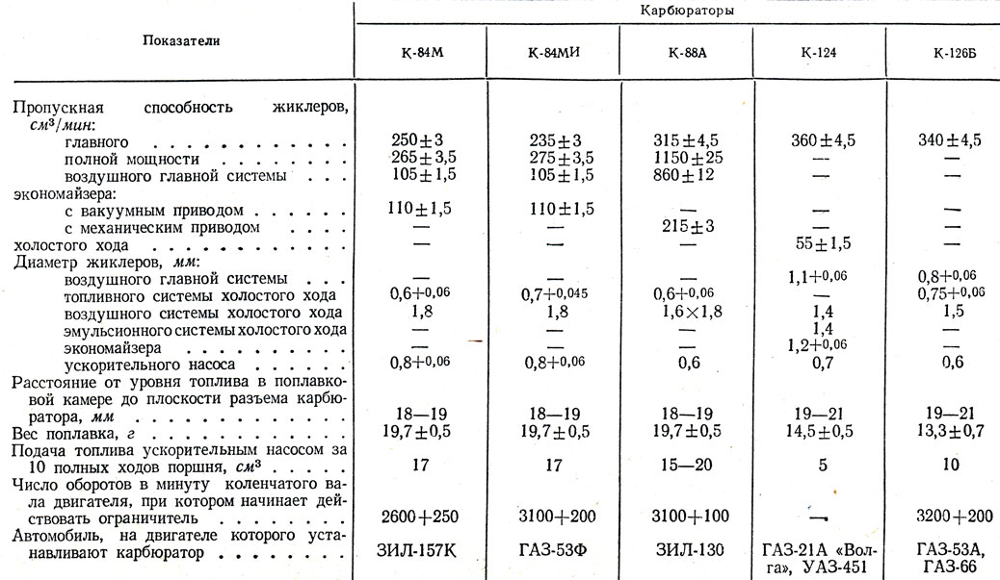 Показатели
Карбюраторы
К-84М К-84МИ К-88А К-124 К-126Б
Пропускная способность жиклеров,
см³/мин:
главного . . . . . . . . . . . . 250±3 235±3 315±4,5 360±4,5 340±4,5
полной мощности . . . . . . . . 265±3,5 275±3,5 1150±25 — —
воздушного главной системы . . . 105±1,5 105±1,5 860±12 — —
экономайзера:
с вакуумным приводом . . . . . . 110±1,5 110±1,5 — — —
с механическим приводом . . . . — — 215±3 — —
холостого хода . . . . . . . . . . . . — — — 55±1,5 —
Диаметр жиклеров, мм:
воздушного главной системы . . . — — — 1,1+0,06 0,8+0,06
топливного системы холостого хода 0,6+0,06 0,7+0,045 0,6+0,06 — 0,75+0,06
воздушного системы холостого хода 1,8 1,8 1,6×1,8 1,4 1,5
эмульсионного системы холостого хода — — — 1,4 —
экономайзера . . . . . . . . . . — — — 1,2+0,06 —
ускорительного насоса . . . . . . 0,8+0,06 0,8+0,06 0,6 0,7 0,6
Расстояние от уровня топлива в поплавко-
вой камере до плоскости разъема карбю-
ратора, мм . . . . . . . . . . . . . 18—19 18—19 18—19 19—21 19—21
Вес поплавка, г . . . . . . . . . . . . 19,7±0,5 19,7±0,5 19,7±0,5 14,5±0,5 13,3±0,7
Подача топлива ускорительным насосом за
10 полных ходов поршня, см³ . . . . . 17 17 15—20 5 10
Число оборотов в минуту коленчатого ва-
ла двигателя, при котором начинает дей-
ствовать ограничитель . . . . . . . . 2600+250 3100+200 3100+100 — 3200+200
Автомобиль, на двигателе которого уста-
навливают карбюратор . . . . . . . . ЗИЛ-157К ГАЗ-53Ф ЗИЛ-130 ГАЗ-21А «Вол- ГАЗ-53А,
га», УАЗ-451 ГАЗ-66